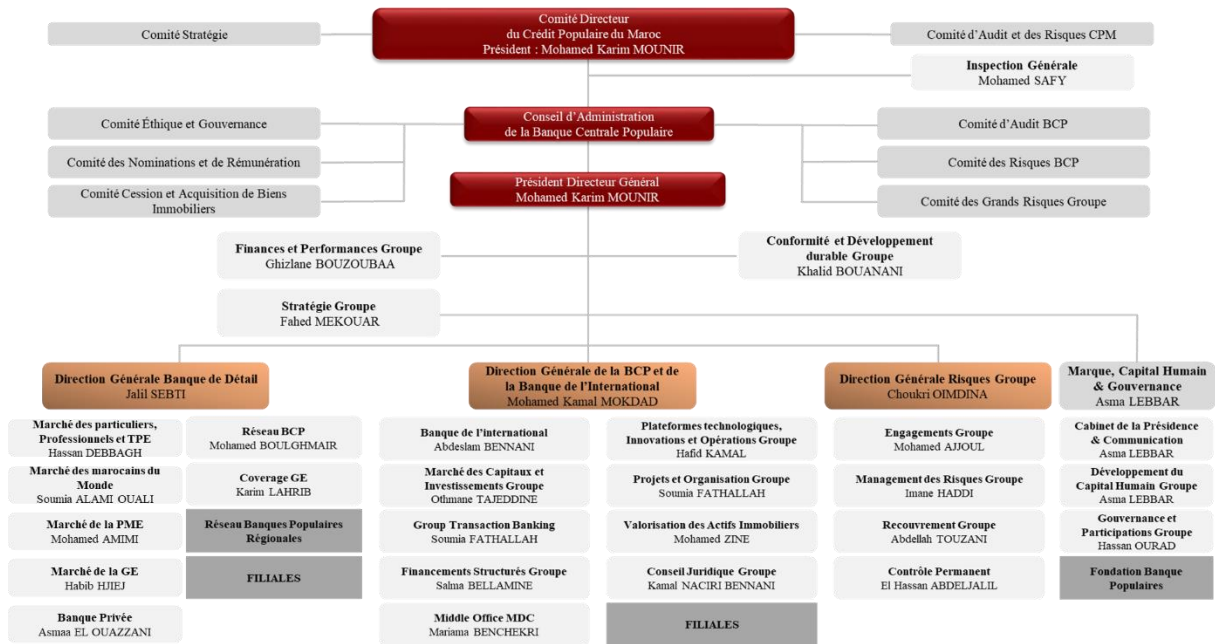 Comité Directeur
du Crédit Populaire du Maroc
Président : Mohamed Karim MOUNIR
Comité Stratégie
Comité d'Audit et des Risques CPM
Inspection Générale
Mohamed SAFY
Conseil d'Administration
de la Banque Centrale Populaire
Comité Éthique et Gouvernance
Comité d'Audit BCP
Comité des Nominations et de Rémunération
Comité des Risques BCP
Comité Cession et Acquisition de Biens
Immobiliers
Comité des Grands Risques Groupe
Président Directeur Général
Mohamed Karim MOUNIR
Finances et Performances Groupe
Ghizlane BOUZOUBAA
Conformité et Développement
durable Groupe
Khalid BOUANANI
Stratégie Groupe
Fahed MEKOUAR
Direction Générale Banque de Détail
Jalil SEBTI
Direction Générale de la BCP et de
la Banque de l'International
Mohamed Kamal MOKDAD
Direction Générale Risques Groupe
Choukri OIMDINA
Marque, Capital Humain
& Gouvernance
Asma LEBBAR
Marché des particuliers,
Professionnels et TPE
Hassan DEBBAGH
Marché des marocains du
Monde
Soumia ALAMI OUALI
Marché de la PME
Mohamed AMIMI
Marché de la GE
Habib HJIEJ
Banque Privée
Asmaa EL OUAZZANI
Réseau BCP
Mohamed BOULGHMAIR
Coverage GE
Karim LAHRIB
Réseau Banques Populaires
Régionales
FILIALES
Banque de l'international
Abdeslam BENNANI
Marché des Capitaux et
Investissements Groupe
Othmane TAJEDDINE
Group Transaction Banking
Soumia FATHALLAH
Financements Structurés Groupe
Salma BELLAMINE
Middle Office MDC
Mariama BENCHEKRI
Plateformes technologiques,
Innovations et Opérations Groupe
Hafid KAMAL
Projets et Organisation Groupe
Soumia FATHALLAH
Valorisation des Actifs Immobiliers
Mohamed ZINE
Conseil Juridique Groupe
Kamal NACIRI BENNANI
FILIALES
Engagements Groupe
Mohamed AJJOUL
Management des Risques Groupe
Imane HADDI
Recouvrement Groupe
Abdellah TOUZANI
Contrôle Permanent
El Hassan ABDELJALIL
Cabinet de la Présidence
& Communication
Asma LEBBAR
Développement du
Capital Humain Groupe
Asma LEBBAR
Gouvernance et
Participations Groupe
Hassan OURAD
Fondation Banque
Populaires